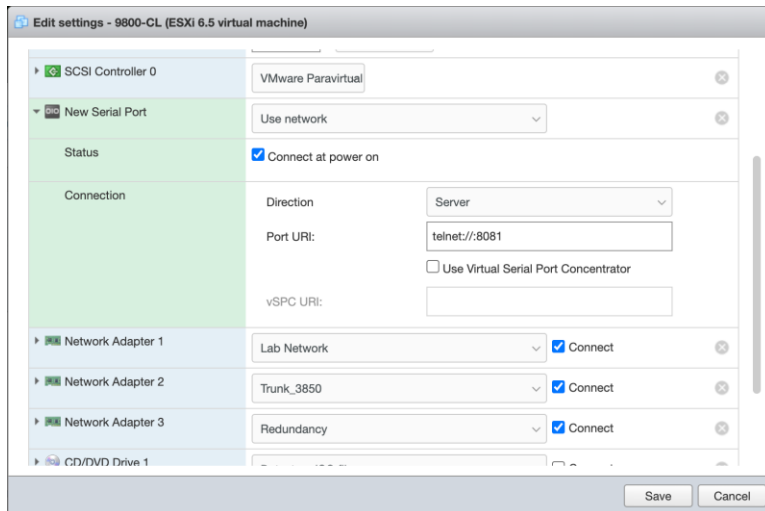 Edit settings - 9800-CL (ESXi 6.5 virtual machine)
SCSI Controller 0
VMware Paravirtual
New Serial Port
Use network
Status
Connect at power on
Connection
Direction
Server
Port URI:
telnet://:8081
Use Virtual Serial Port Concentrator
vSPC URI:
Network Adapter 1
Lab Network
Connect
Network Adapter 2
Trunk_3850
Connect
Network Adapter 3
Redundancy
Connect
CD/DVD Drive 1
Save
Cancel